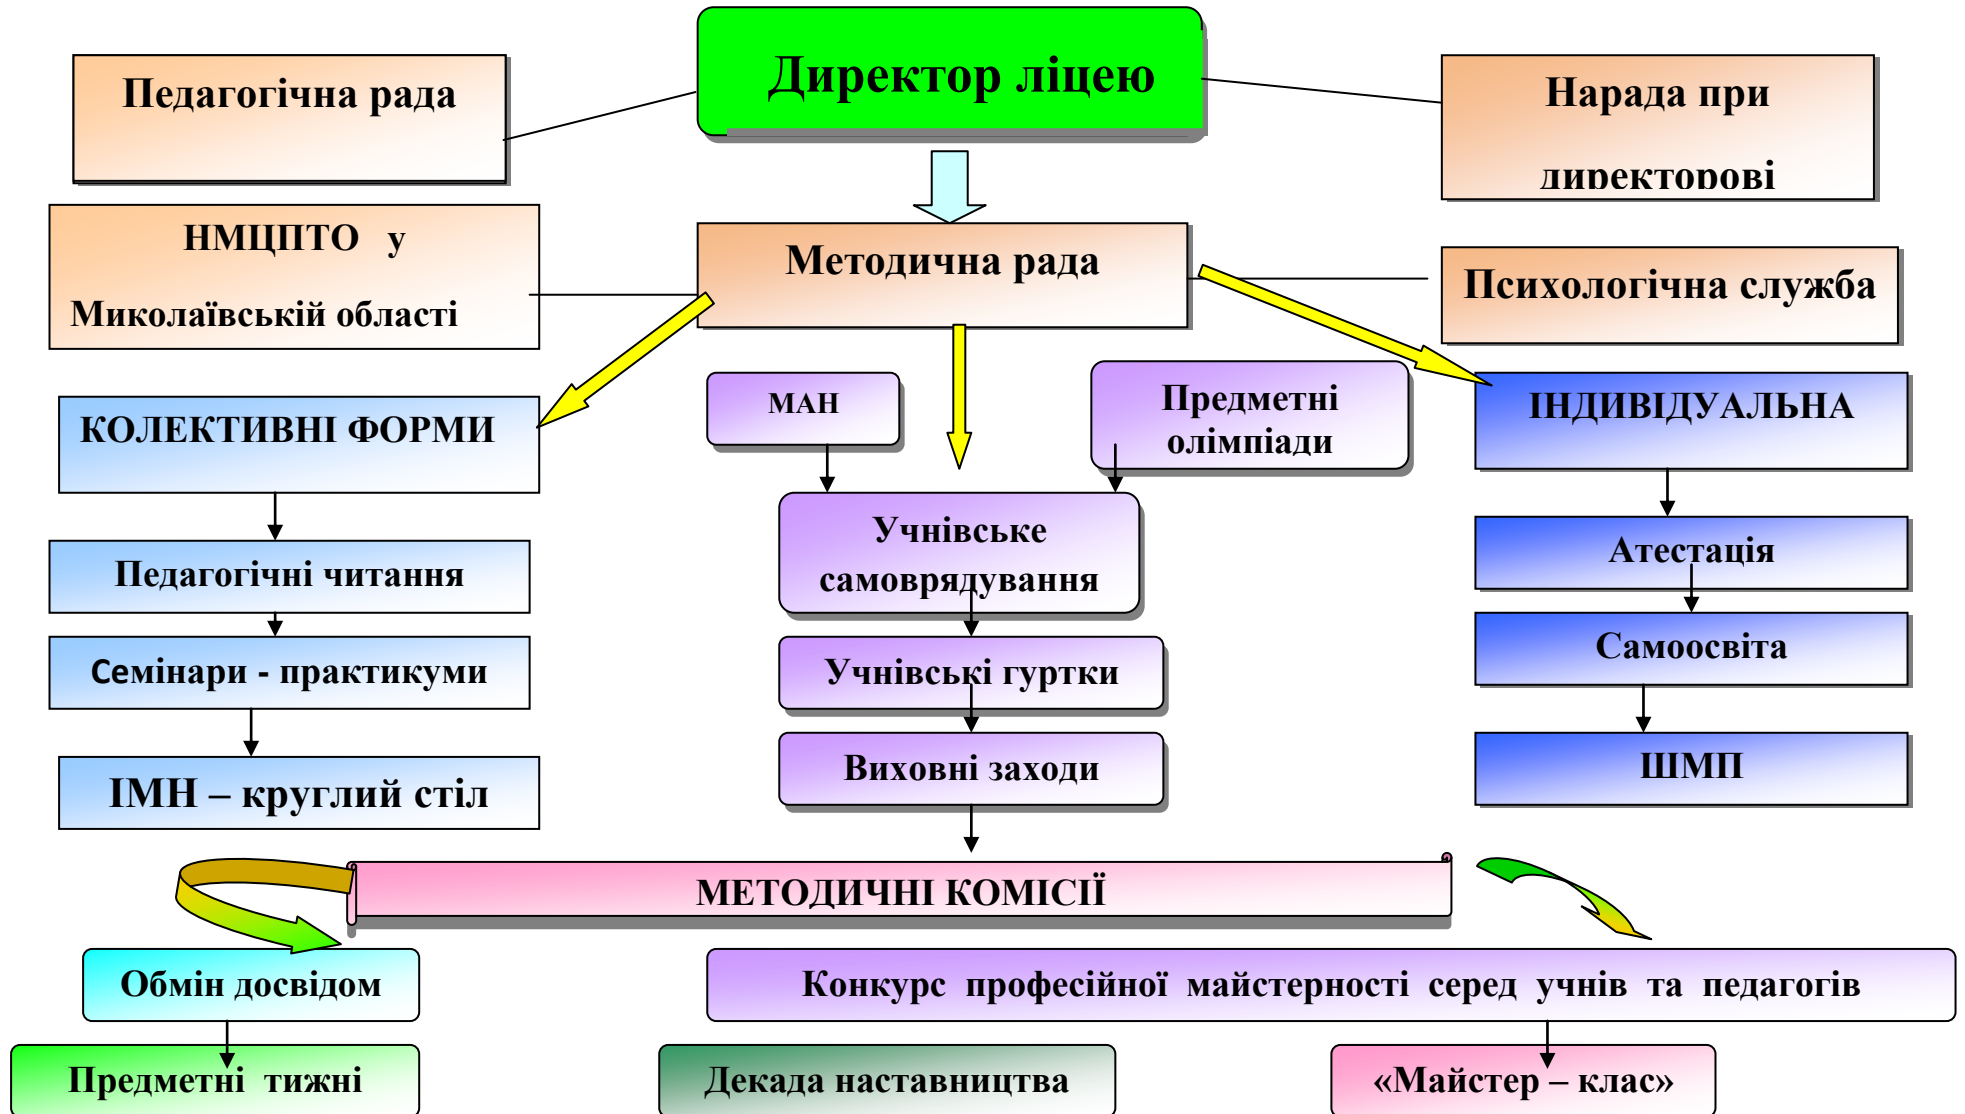 Директор ліцею
Педагогічна рада
Нарада при
директорові
НМЦПТО у
Миколаївській області
Методична рада
Психологічна служба
КОЛЕКТИВНІ ФОРМИ
МАН
Предметні
олімпіади
ІНДИВІДУАЛЬНА
Педагогічні читання
Учнівське
самоврядування
Атестація
Семінари - практикуми
Учнівські гуртки
Самоосвіта
ІМН – круглий стіл
Виховні заходи
ШМП
МЕТОДИЧНІ КОМІСІЇ
Обмін досвідом
Конкурс професійної майстерності серед учнів та педагогів
Предметні тижні
Декада наставництва
«Майстер – клас»